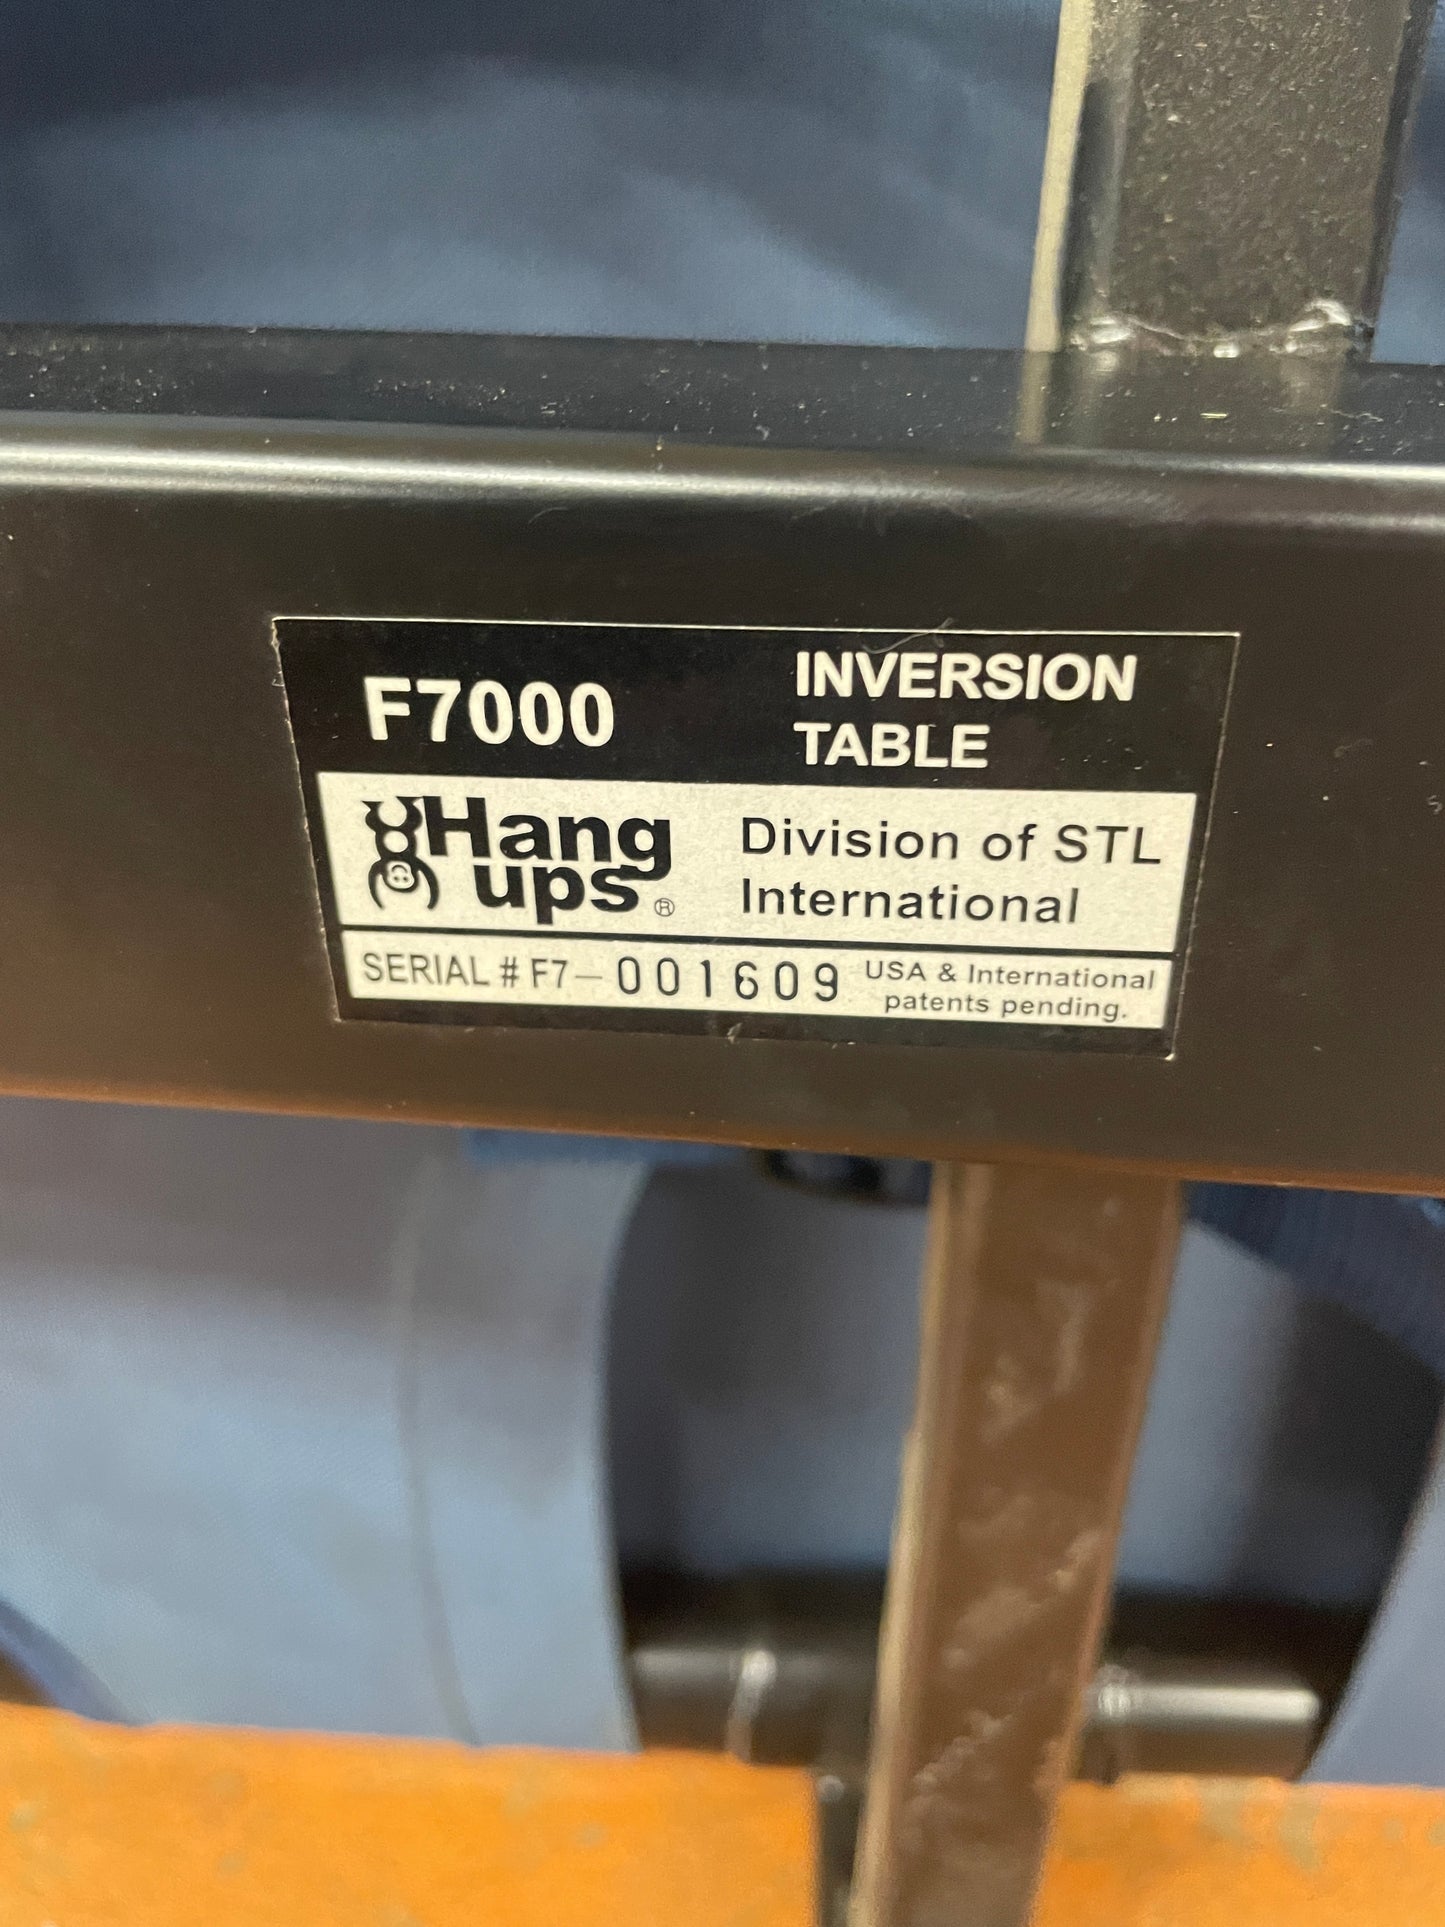 F7000
INVERSION
TABLE
Hang
ups®
Division of STL
International
SERIAL # F7-001609
USA & International
patents pending.